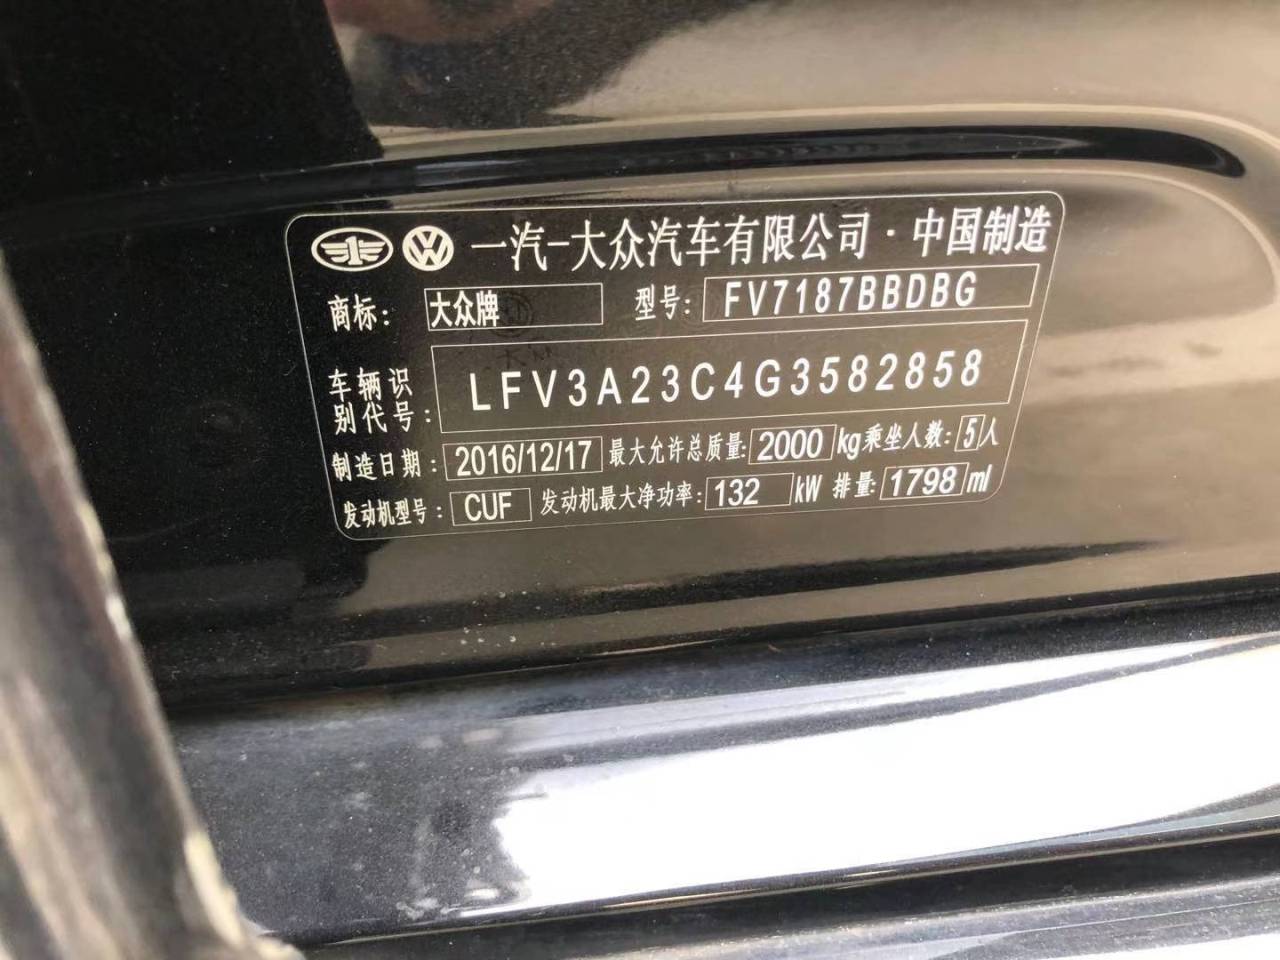 一汽-大众汽车有限公司·中国制造
商标: 大众牌 型号: FV7187BBDBG
车辆识别代号: LFV3A23C4G3582858
制造日期: 2016/12/17 最大允许总质量: 2000 kg 乘坐人数: 5 人
发动机型号: CUF 发动机最大净功率: 132 kW 排量: 1798 ml